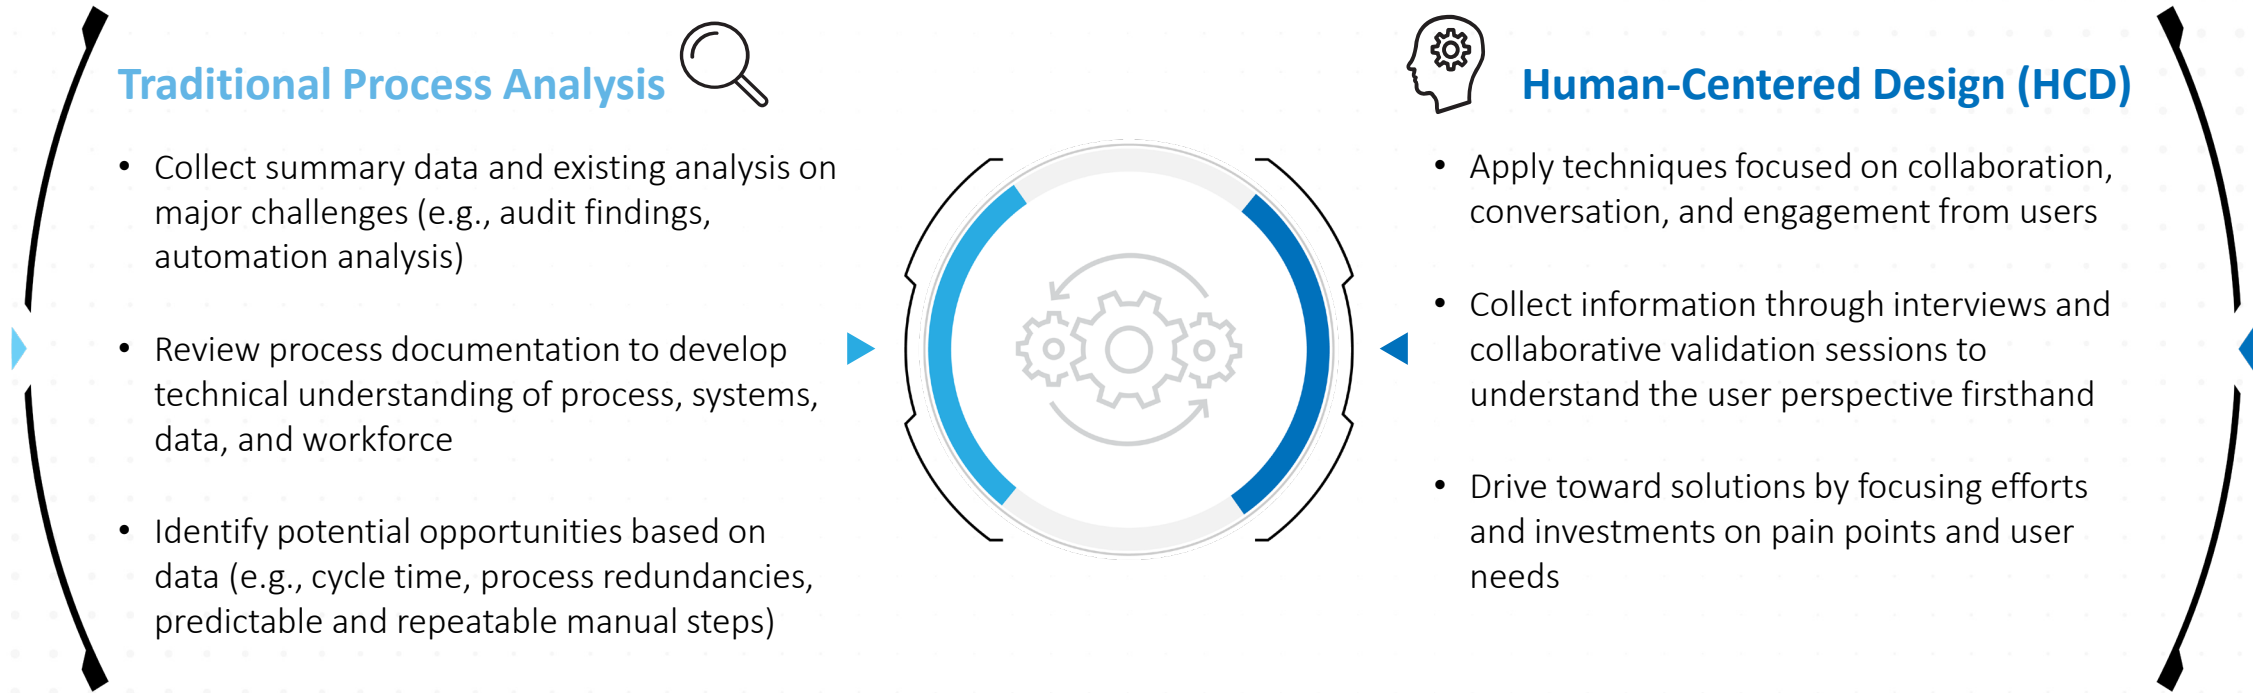 Traditional Process Analysis
• Collect summary data and existing analysis on
major challenges (e.g., audit findings,
automation analysis)
• Review process documentation to develop
technical understanding of process, systems,
data, and workforce
• Identify potential opportunities based on
data (e.g., cycle time, process redundancies,
predictable and repeatable manual steps)
Human-Centered Design (HCD)
• Apply techniques focused on collaboration,
conversation, and engagement from users
• Collect information through interviews and
collaborative validation sessions to
understand the user perspective firsthand
• Drive toward solutions by focusing efforts
and investments on pain points and user
needs